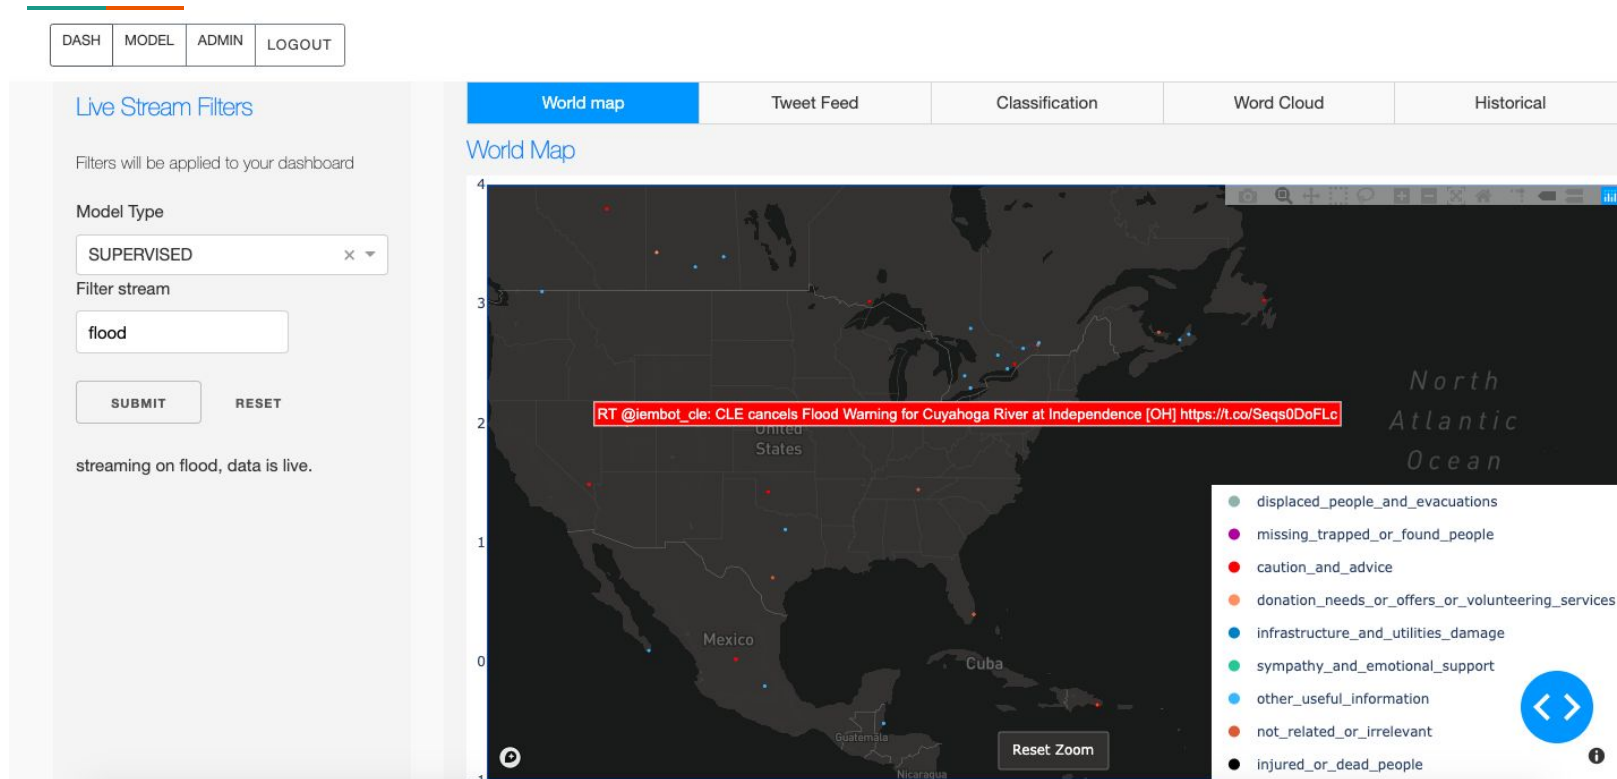 DASH MODEL ADMIN LOGOUT
Live Stream Filters
Filters will be applied to your dashboard
Model Type
SUPERVISED
Filter stream
flood
SUBMIT RESET
streaming on flood, data is live.
World map Tweet Feed Classification Word Cloud Historical
World Map
4
3
2
1
0
RT @iembot_cle: CLE cancels Flood Warning for Cuyahoga River at Independence [OH] https://t.co/Seqs0DoFLc
United
States
North
Atlantic
Ocean
Mexico
Cuba
Guatemala
Nicaragua
Reset Zoom
displaced_people_and_evacuations
missing_trapped_or_found_people
caution_and_advice
donation_needs_or_offers_or_volunteering_services
infrastructure_and_utilities_damage
sympathy_and_emotional_support
other_useful_information
not_related_or_irrelevant
injured_or_dead_people